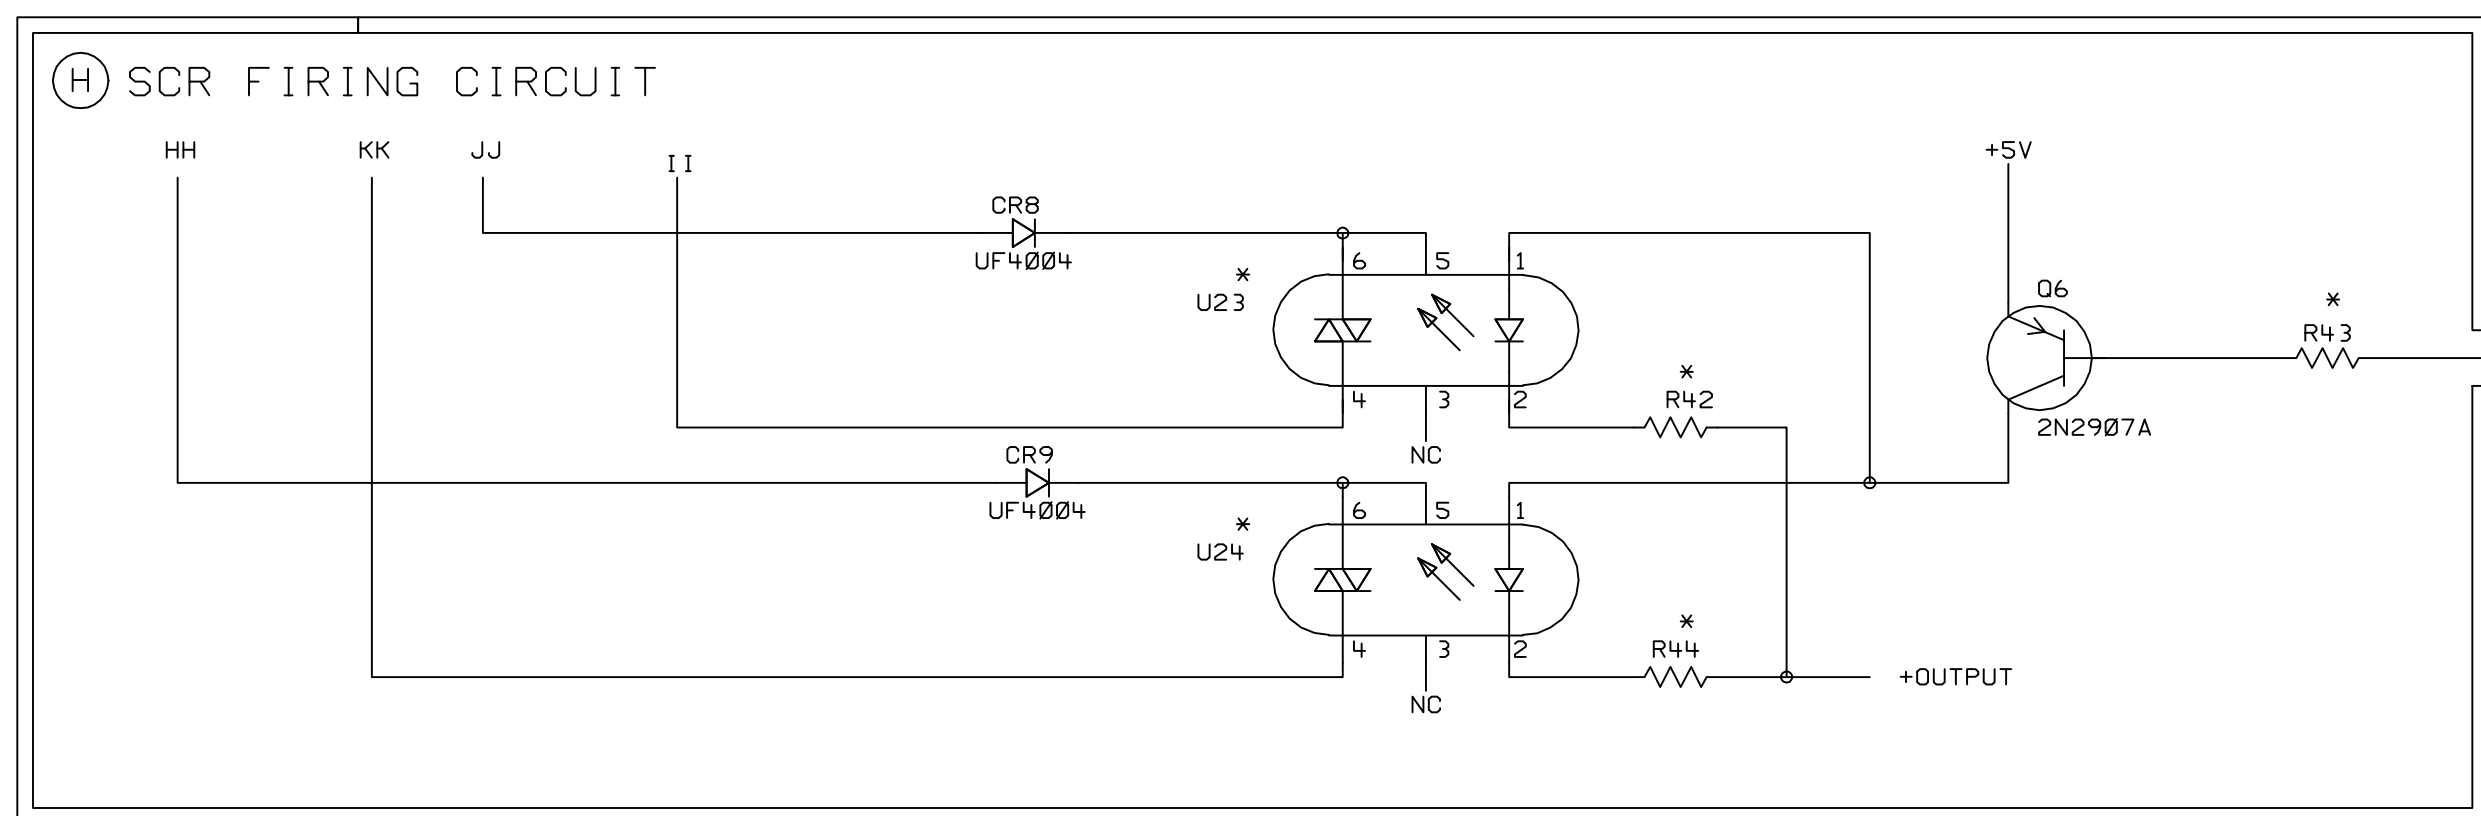 H SCR FIRING CIRCUIT
HH KK JJ II
+5V
CR8
UF4004
6 5 1
*
U23
Q6
*
R43
*
R42
4 3 2
2N2907A
NC
CR9
UF4004
6 5 1
*
U24
*
R44
4 3 2
+OUTPUT
NC